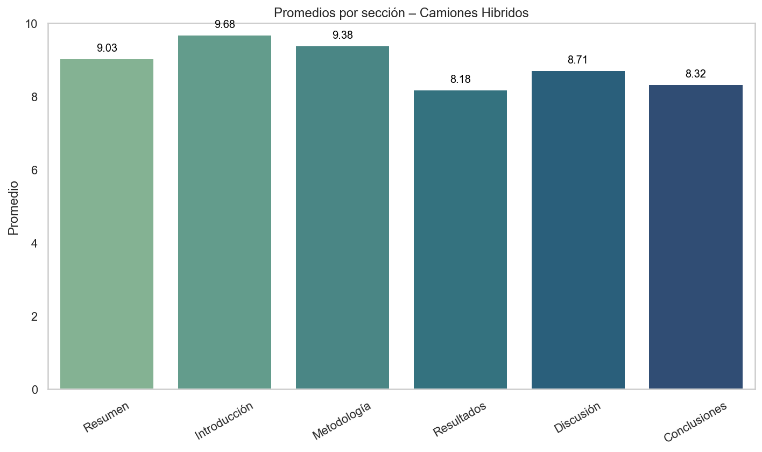 Promedios por sección – Camiones Hibridos
Promedio
10
8
6
4
2
0
9.03
9.68
9.38
8.18
8.71
8.32
Resumen
Introducción
Metodología
Resultados
Discusión
Conclusiones